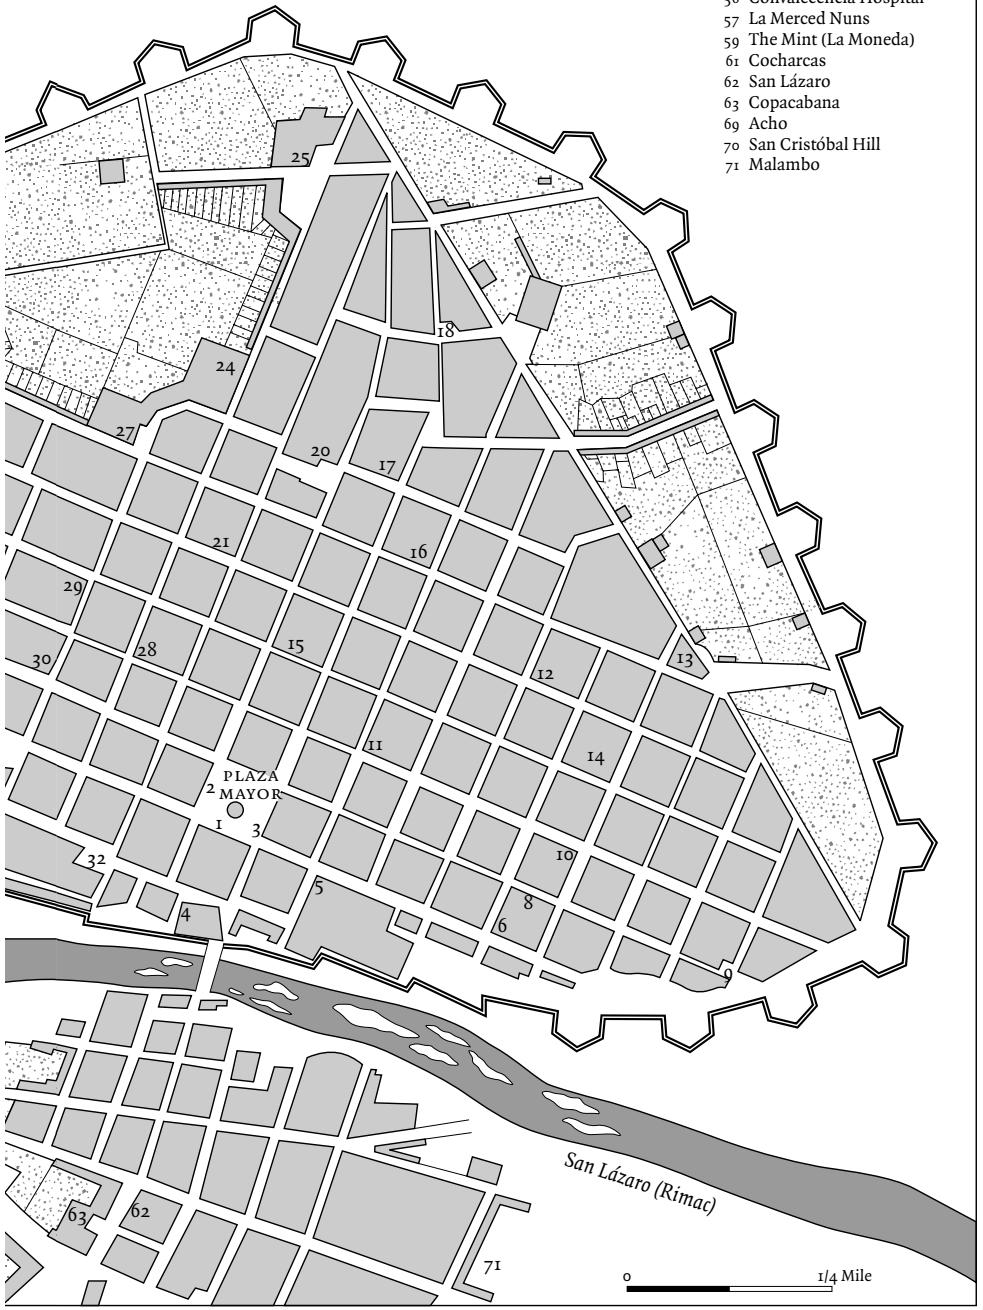 57 La Merced Nuns
59 The Mint (La Moneda)
61 Cocharcas
62 San Lázaro
63 Copacabana
69 Acho
70 San Cristóbal Hill
71 Malambo
25
18
24
27
20
17
21
16
29
28
15
30
13
12
11
14
2
PLAZA
MAYOR
1
3
10
32
5
8
4
6
9
San Lázaro (Rimac)
62
63
71
0
1/4 Mile